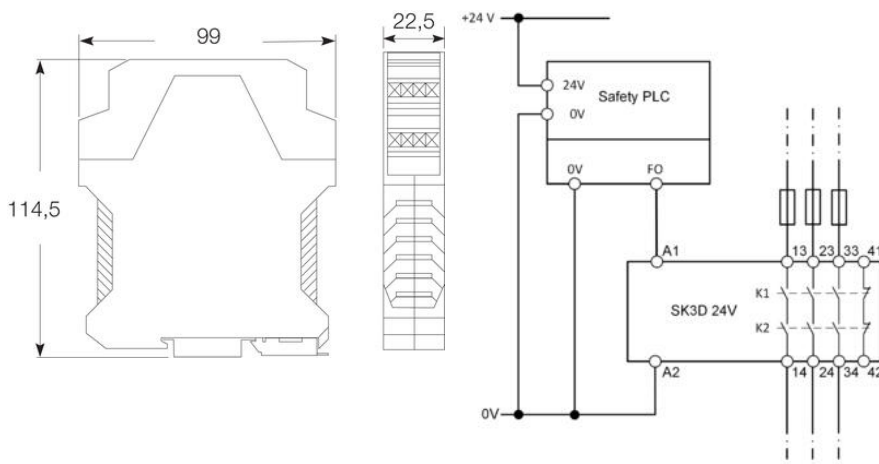 99
22,5
114,5
+24 V
24V
Safety PLC
0V
0V FO
A1 13 23 33 41
K1
SK3D 24V
K2
A2 14 24 34 42
0V